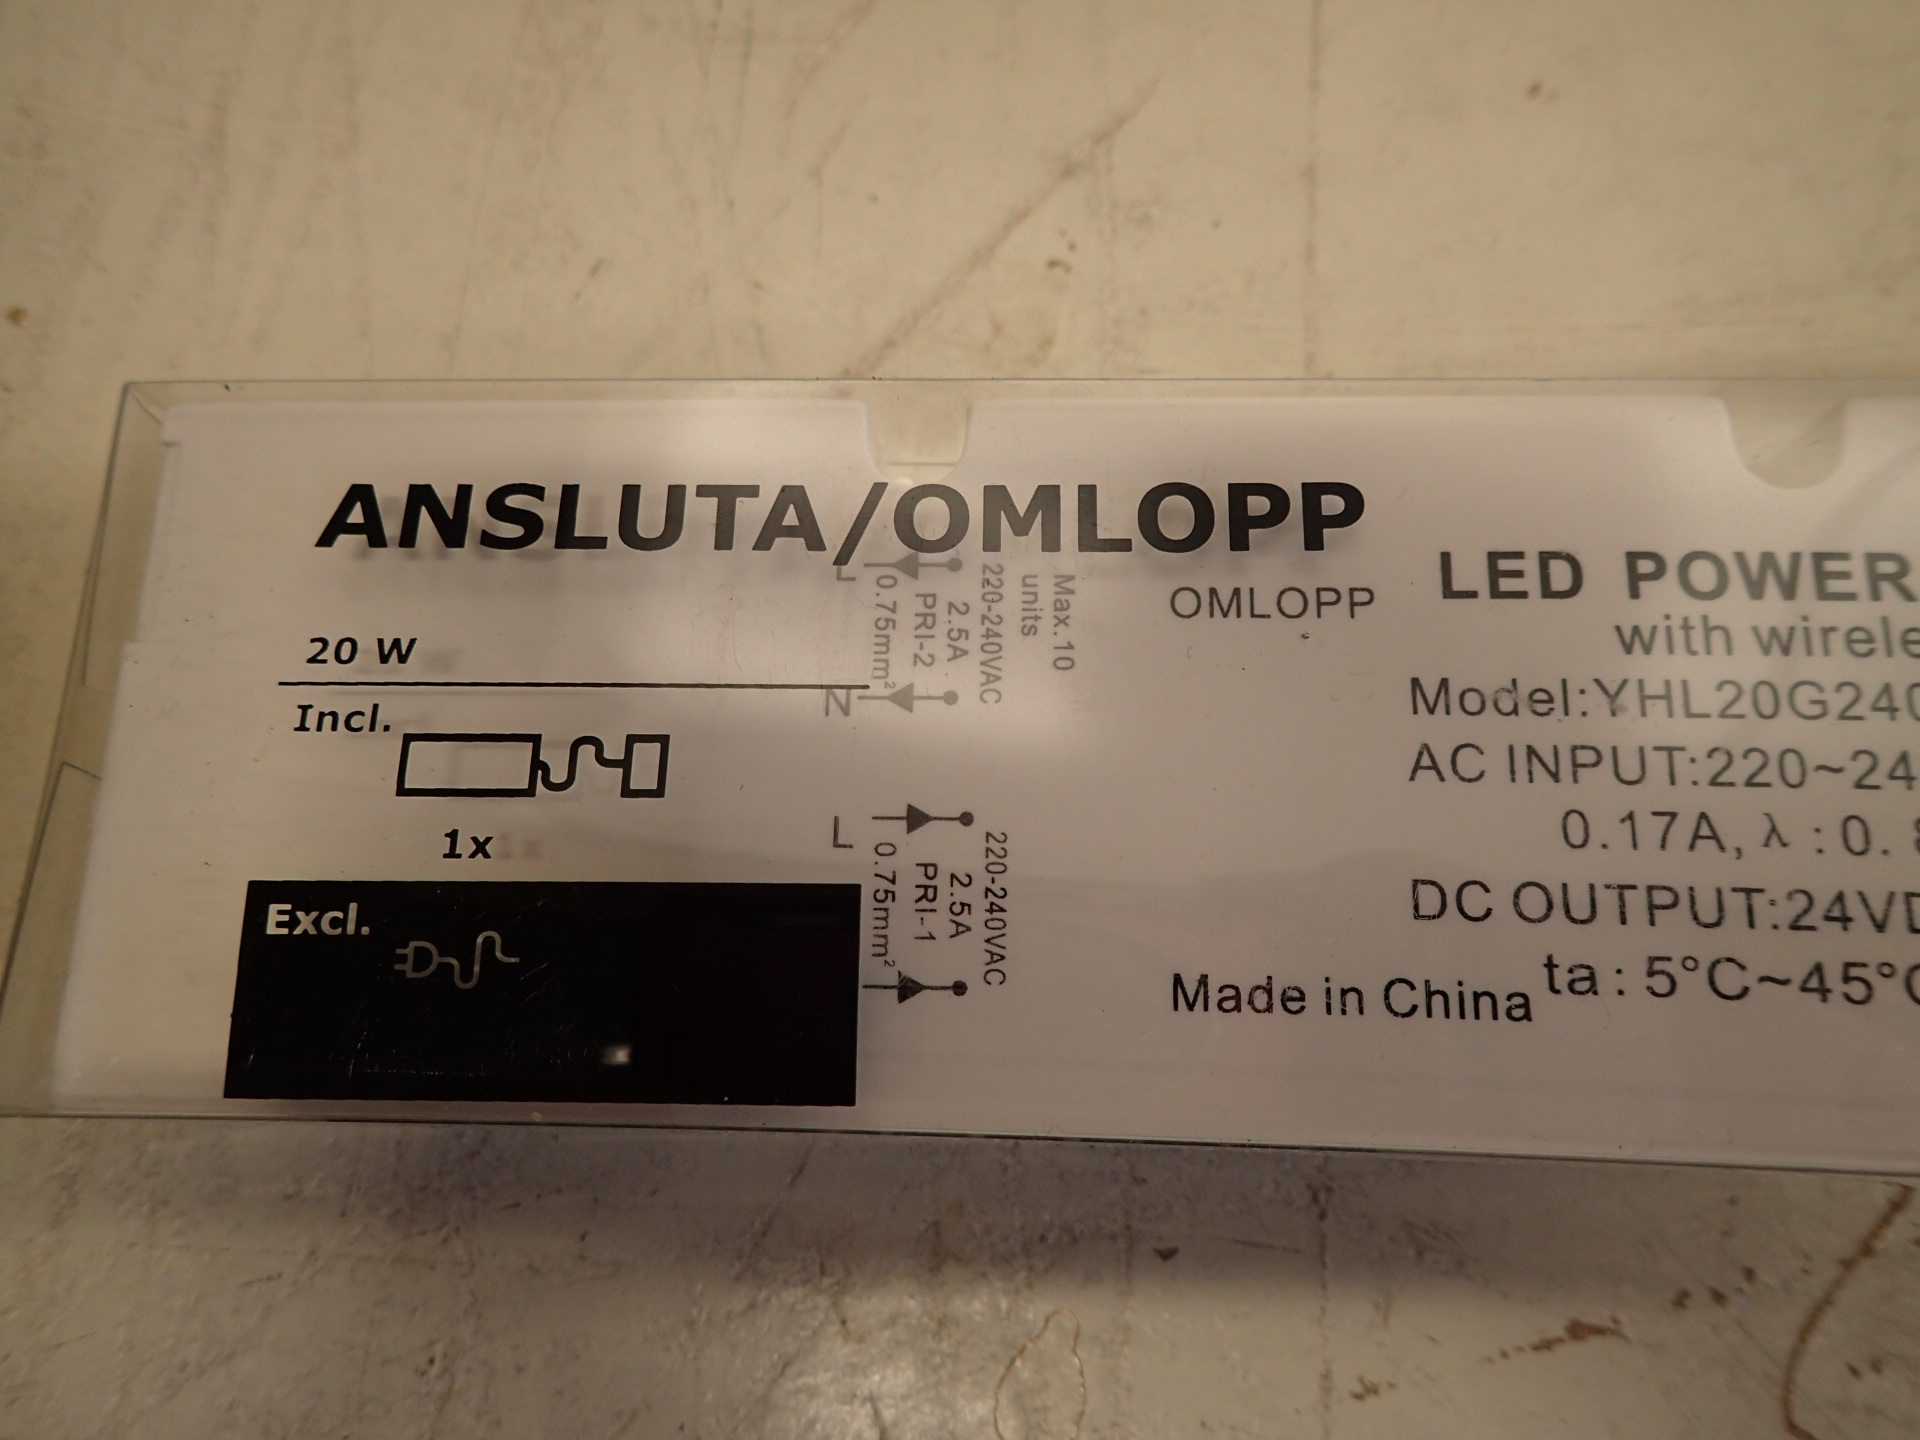 ANSLUTA/OMLOPP
20 W
Incl.
1x
Excl.
L
0.75mm²
PRI-2
2.5A
220-240VAC
units
Max.10
N
L
0.75mm²
PRI-1
2.5A
220-240VAC
OMLOPP
Made in China
LED POWER
with wirele
Model:YHL20G240
AC INPUT:220~24
0.17A, λ : 0. 8
DC OUTPUT:24VD
ta : 5°C~45°C